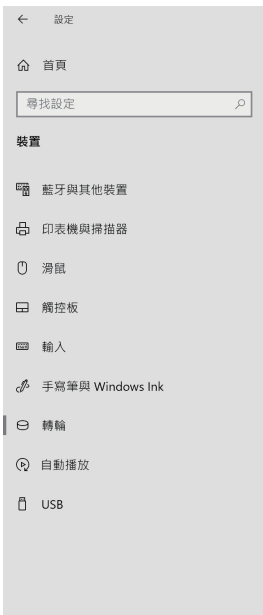 設定
首頁
尋找設定
裝置
藍牙與其他裝置
印表機與掃描器
滑鼠
觸控板
輸入
手寫筆與 Windows Ink
轉輪
自動播放
USB